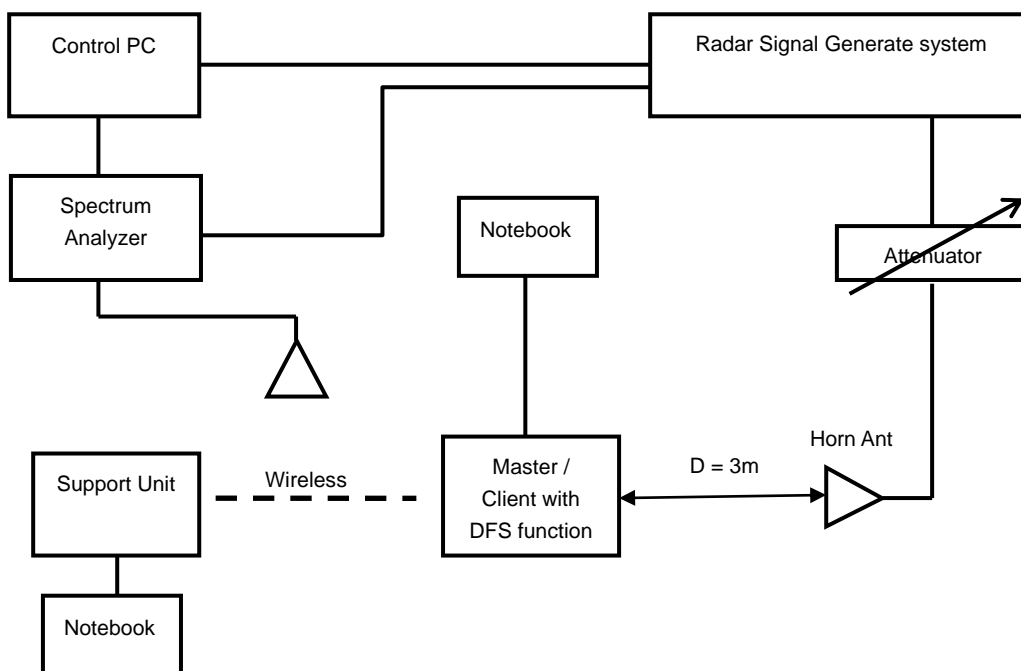 Control PC
Radar Signal Generate system
Spectrum
Analyzer
Notebook
Attenuator
Horn Ant
Support Unit
Wireless
Master /
Client with
DFS function
D = 3m
Notebook